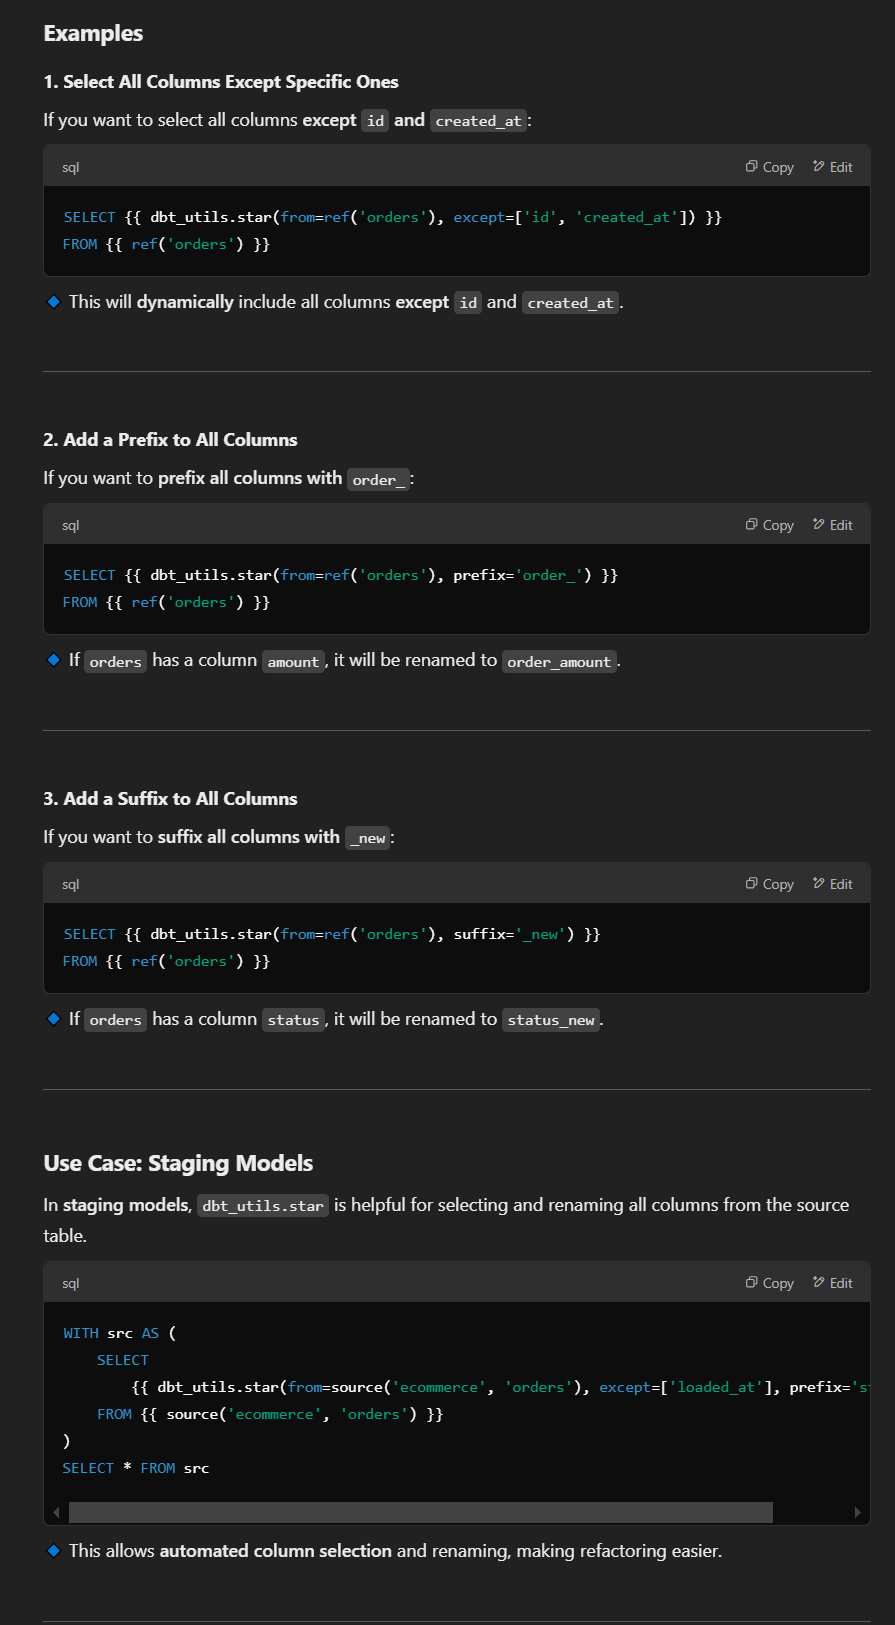 Examples
1. Select All Columns Except Specific Ones
If you want to select all columns except id and created_at:
sql
Copy Edit
SELECT {{ dbt_utils.star(from=ref('orders'), except=['id', 'created_at']) }}
FROM {{ ref('orders') }}
This will dynamically include all columns except id and created_at.
2. Add a Prefix to All Columns
If you want to prefix all columns with order_:
sql
Copy Edit
SELECT {{ dbt_utils.star(from=ref('orders'), prefix='order_') }}
FROM {{ ref('orders') }}
If orders has a column amount, it will be renamed to order_amount.
3. Add a Suffix to All Columns
If you want to suffix all columns with _new:
sql
Copy Edit
SELECT {{ dbt_utils.star(from=ref('orders'), suffix='_new') }}
FROM {{ ref('orders') }}
If orders has a column status, it will be renamed to status_new.
Use Case: Staging Models
In staging models, dbt_utils.star is helpful for selecting and renaming all columns from the source
table.
sql
Copy Edit
WITH src AS (
    SELECT
        {{ dbt_utils.star(from=source('ecommerce', 'orders'), except=['loaded_at'], prefix='s
    FROM {{ source('ecommerce', 'orders') }}
)
SELECT * FROM src
This allows automated column selection and renaming, making refactoring easier.